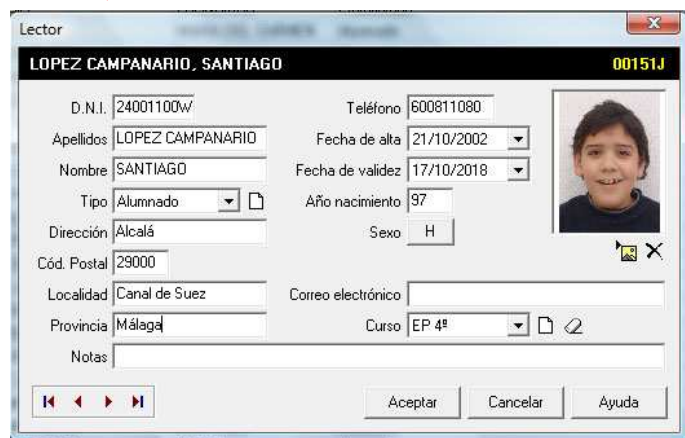 Lector
LOPEZ CAMPANARIO, SANTIAGO 00151J
D.N.I. 24001100W Teléfono 600811080
Apellidos LOPEZ CAMPANARIO Fecha de alta 21/10/2002
Nombre SANTIAGO Fecha de validez 17/10/2018
Tipo Alumnado Año nacimiento 97
Dirección Alcalá Sexo H
Cód. Postal 29000
Localidad Canal de Suez Correo electrónico
Provincia Málaga Curso EP 4º
Notas
Aceptar Cancelar Ayuda